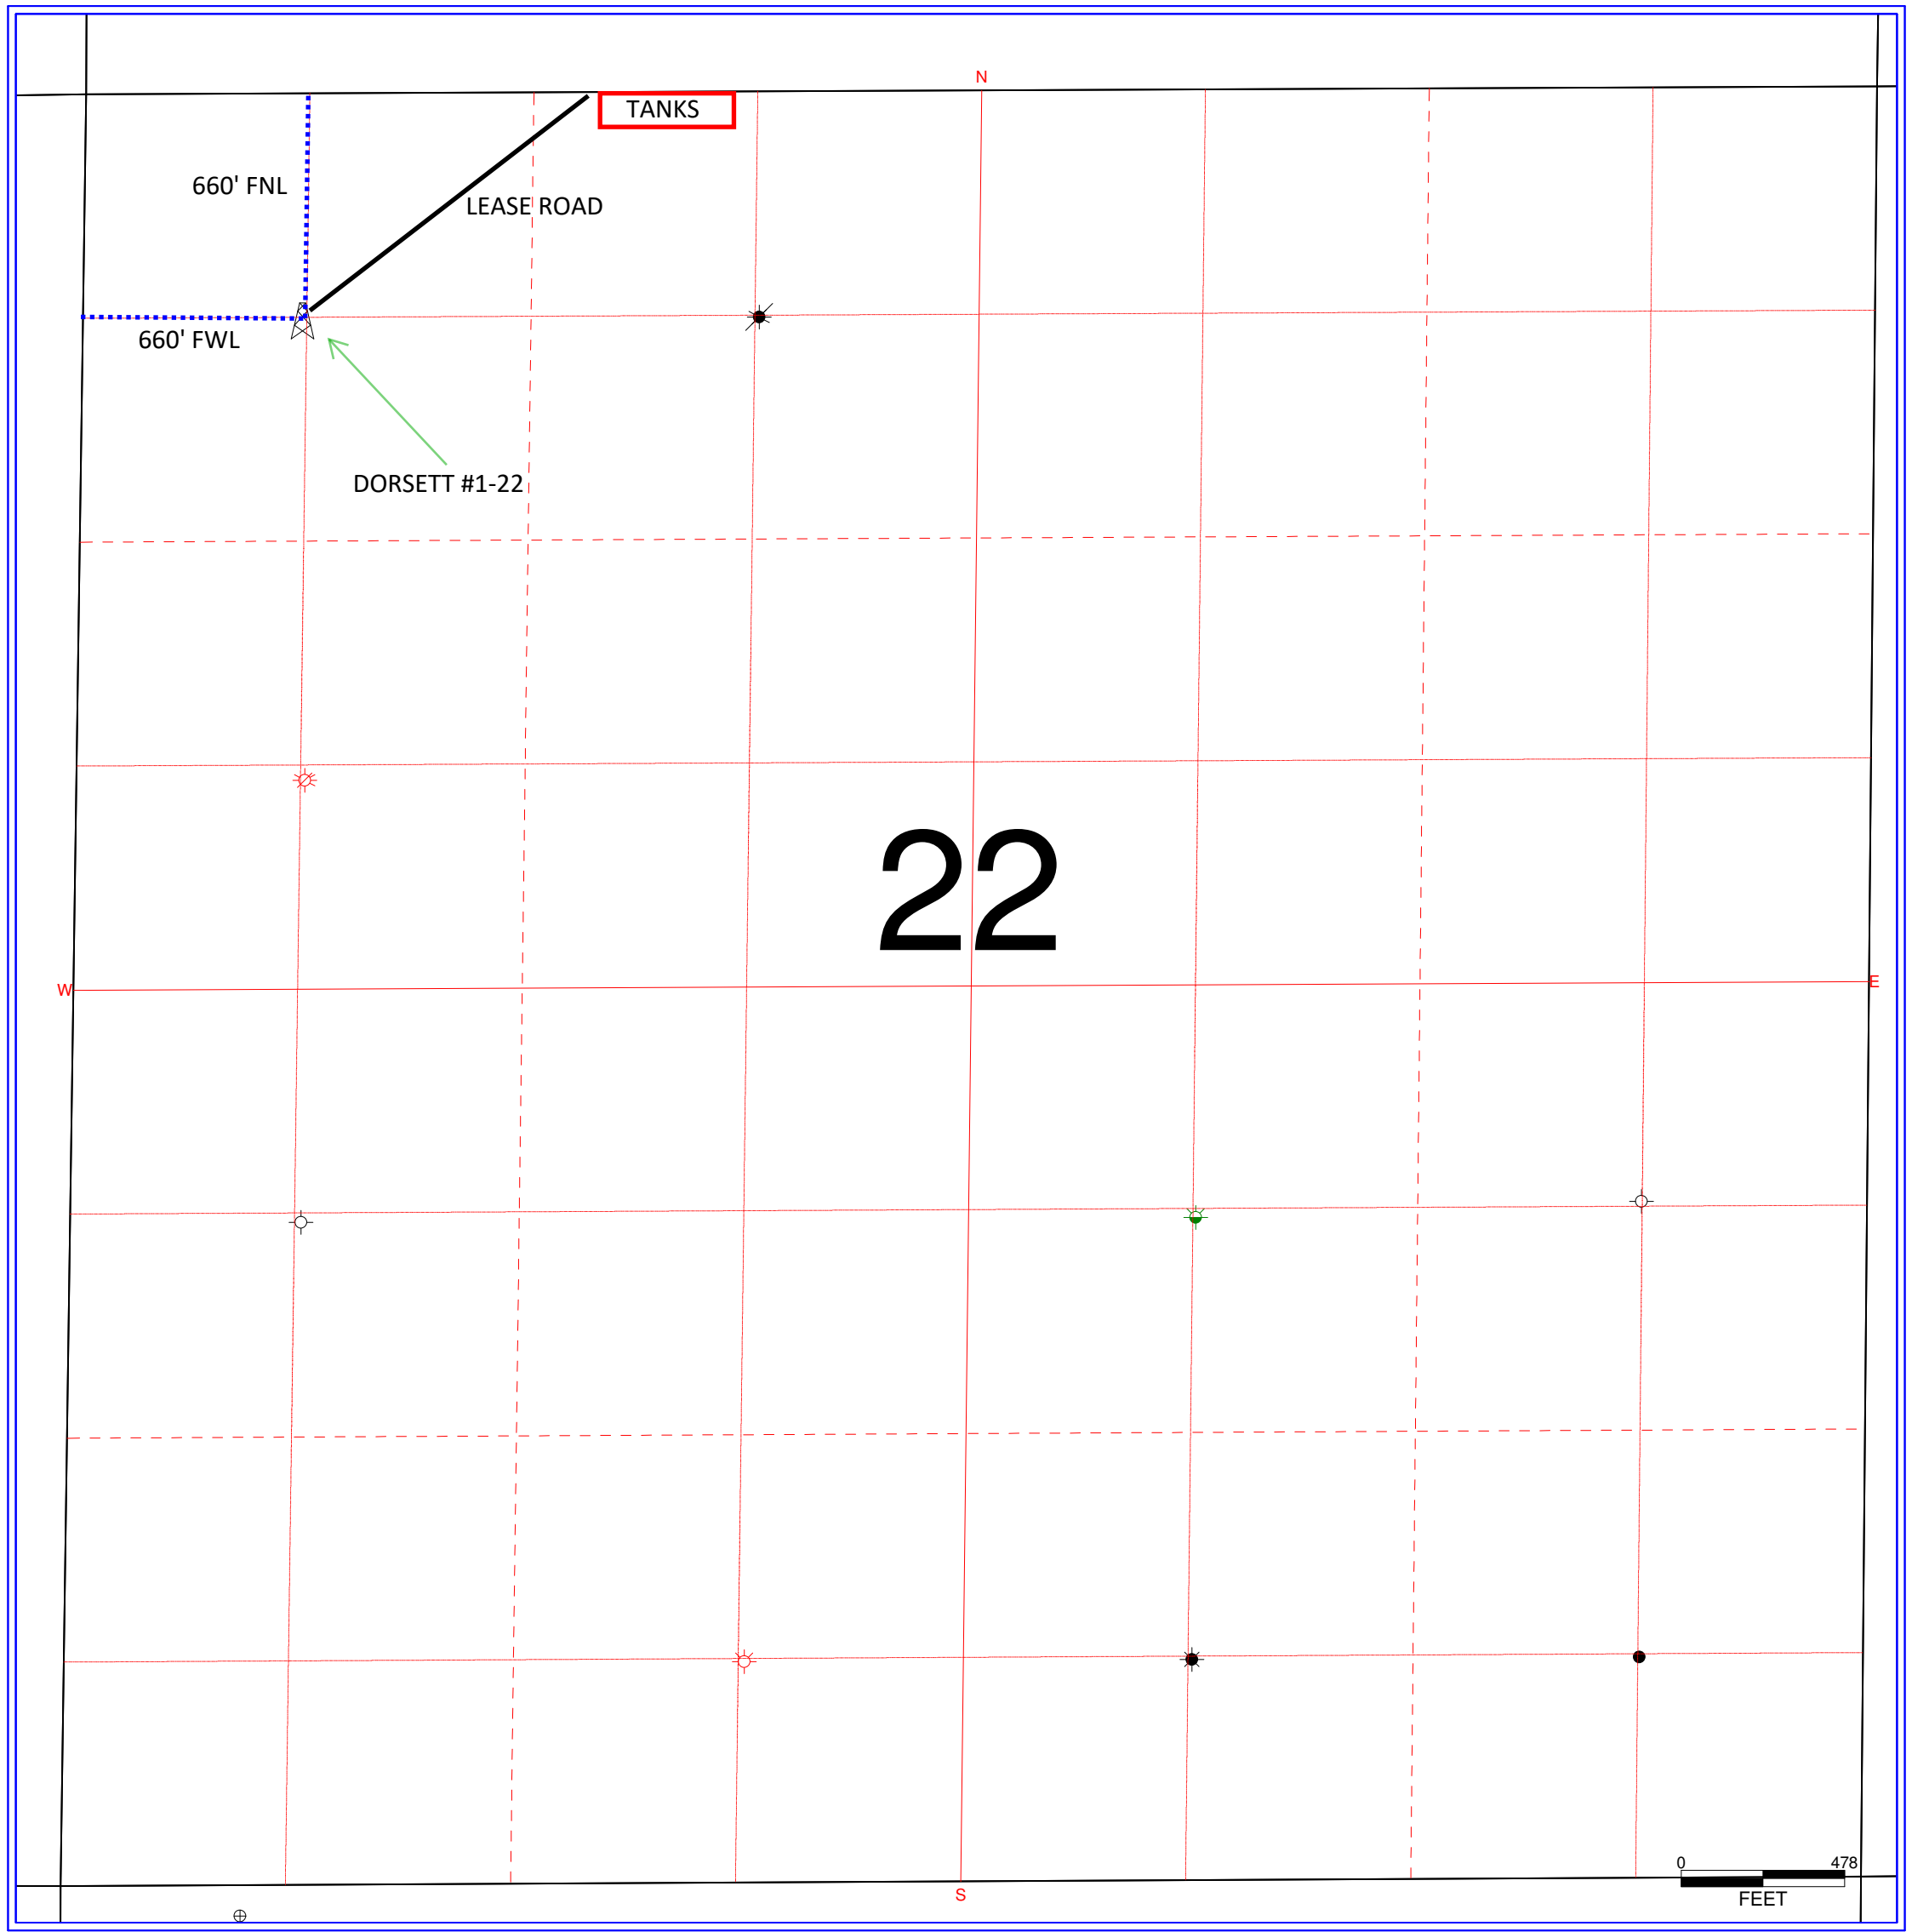 N
TANKS
660' FNL
LEASE ROAD
660' FWL
DORSETT #1-22
22
W
E
0 478
FEET
S